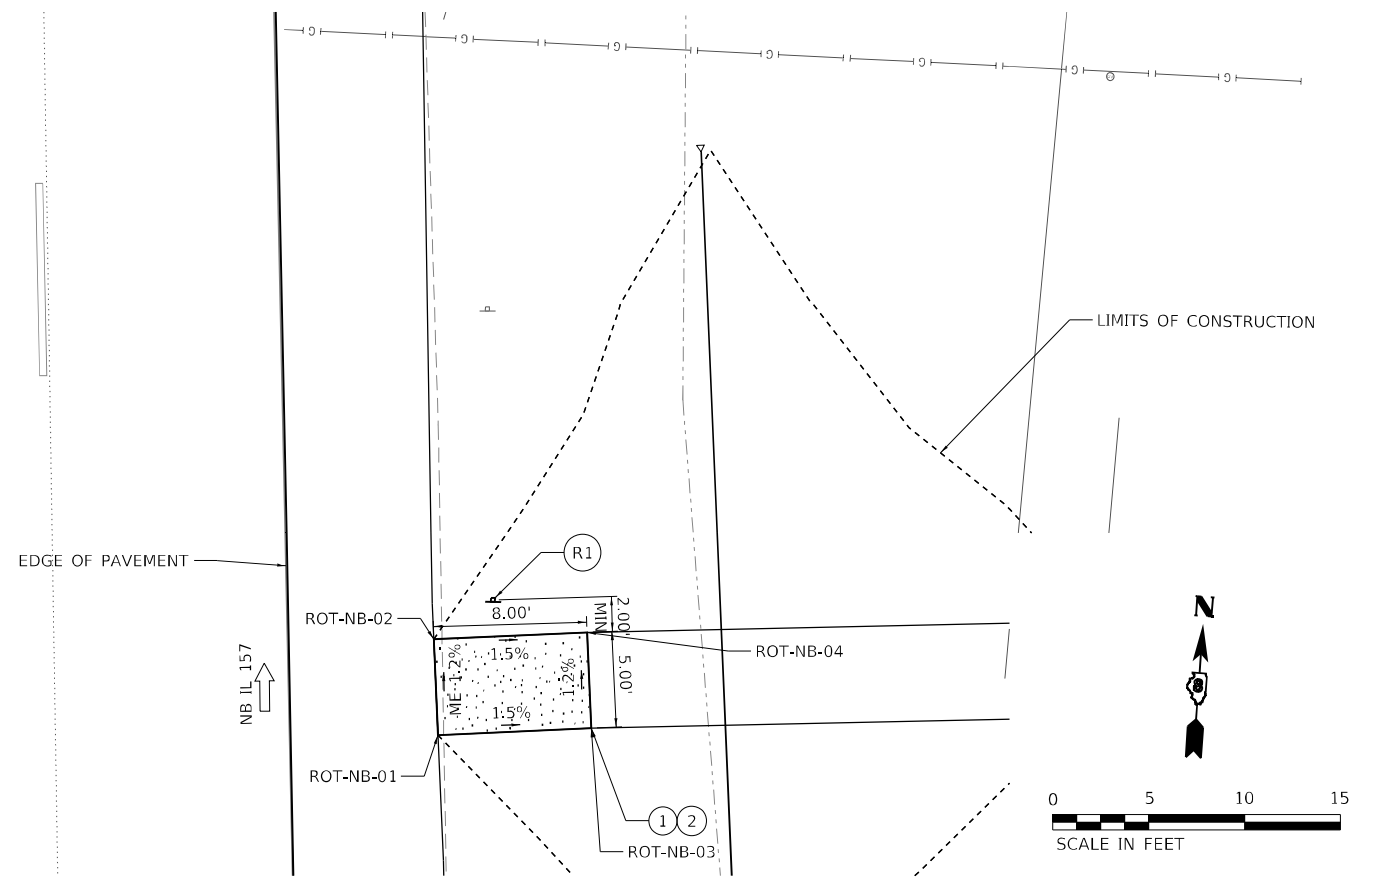 G G G G G G G
LIMITS OF CONSTRUCTION
EDGE OF PAVEMENT
R1
ROT-NB-02
8.00'
2.00'
MIN
1.5%
ROT-NB-04
ME 1.2%
1.2%
5.00'
NB IL 157
1.5%
ROT-NB-01
1 2
ROT-NB-03
N
8
0 5 10 15
SCALE IN FEET